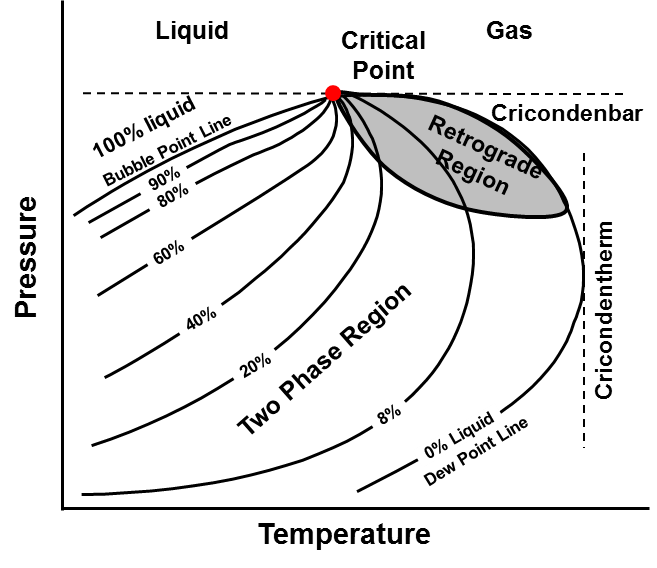 Liquid
Gas
Critical
Point
Cricondenbar
100% liquid
Bubble Point Line
Retrograde
Region
90%
80%
60%
40%
20%
8%
Two Phase Region
0% Liquid
Dew Point Line
Cricondentherm
Pressure
Temperature